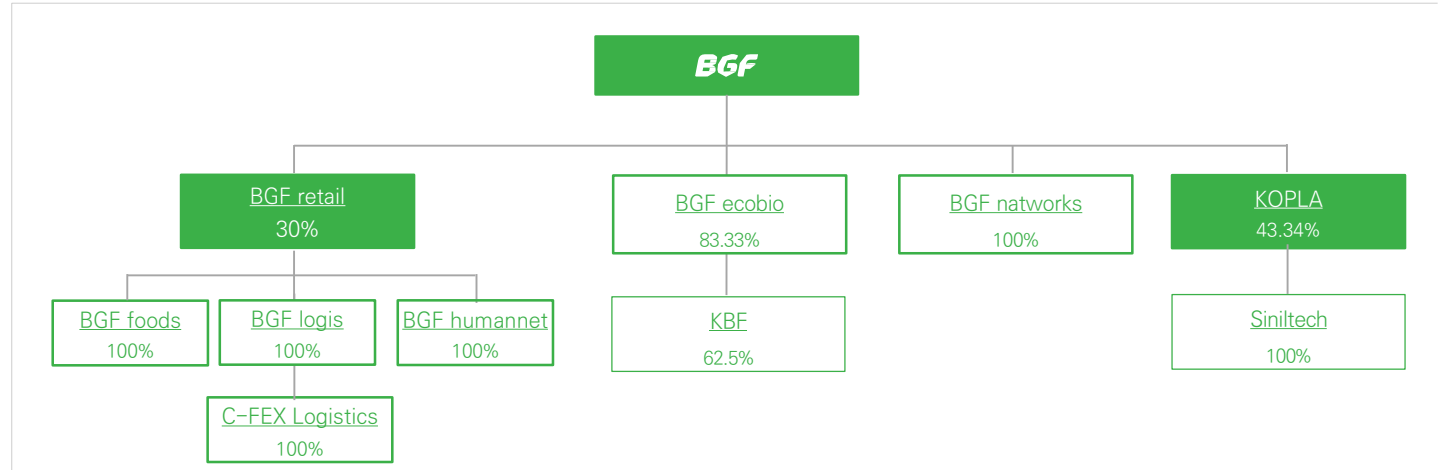 BGF
BGF retail
30%
BGF ecobio
83.33%
BGF natworks
100%
KOPLA
43.34%
BGF foods
100%
BGF logis
100%
BGF humannet
100%
KBF
62.5%
Siniltech
100%
C-FEX Logistics
100%